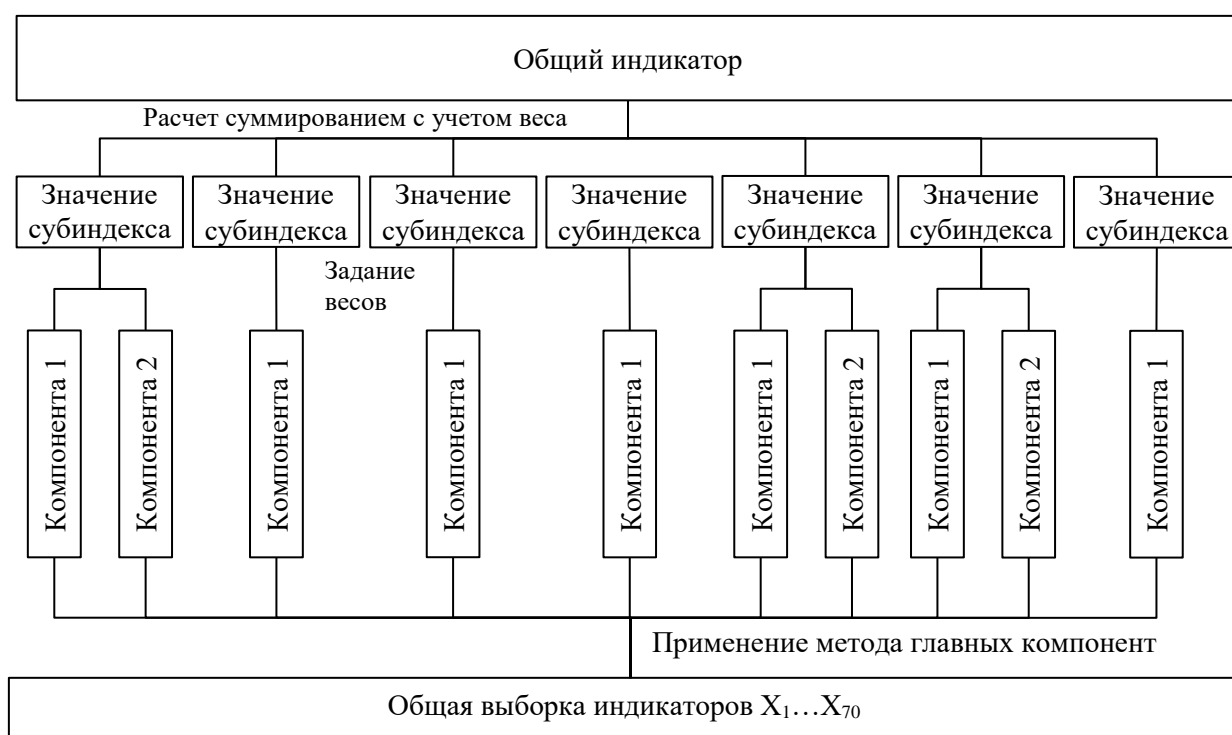 Общий индикатор
Расчет суммированием с учетом веса
Значение
субиндекса
Значение
субиндекса
Значение
субиндекса
Значение
субиндекса
Значение
субиндекса
Значение
субиндекса
Значение
субиндекса
Задание
весов
Компонента 1
Компонента 2
Компонента 1
Компонента 1
Компонента 1
Компонента 1
Компонента 2
Компонента 1
Компонента 2
Компонента 1
Применение метода главных компонент
Общая выборка индикаторов X₁…X₇₀